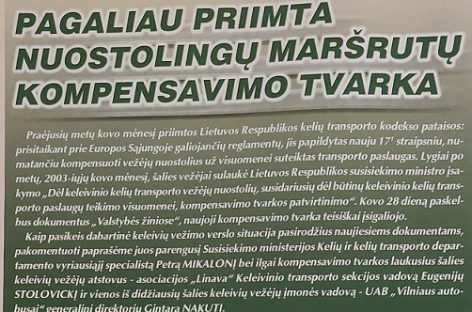 PAGALIAU PRIIMTA
NUOSTOLINGŲ MARŠRUTŲ
KOMPENSAVIMO TVARKA
Praėjusių metų kovo mėnesį priimtos Lietuvos Respublikos kelių transporto kodekso pataisos:
prisitaikant prie Europos Sąjungoje galiojančių reglamentų, jis papildytas nauju 17¹ straipsniu, numa-
tančiu kompensuoti vežėjų nuostolius už visuomenei suteiktas transporto paslaugas. Lygiai po
metų, 2003-iųjų kovo mėnesį, šalies vežėjai sulaukė Lietuvos Respublikos susisiekimo ministro įsa-
kymo „Dėl keleivinio kelių transporto vežėjų nuostolių, susidariusių dėl būtinų keleivinio kelių trans-
porto paslaugų teikimo visuomenei, kompensavimo tvarkos patvirtinimo“. Kovo 28 dieną paskel-
bus dokumentus „Valstybės žiniose“, naujoji kompensavimo tvarka teisiškai įsigaliojo.
Kaip pasikeis dabartinė keleivių vežimo verslo situacija pasirodžius naujiesiems dokumentams,
pakomentuoti paprašėme juos parengusį Susisiekimo ministerijos Kelių ir kelių transporto depar-
tamento vyriausiąjį specialistą Petrą MIKALONĮ bei ilgai kompensavimo tvarkos laukusius šalies
keleivių vežėjų atstovus - asociacijos „Linava“ Keleivinio transporto sekcijos vadovą Eugenijų
STOLOVICKĮ ir vienos iš didžiausių šalies keleivių vežėjų įmonės vadovą - UAB „Vilniaus auto-
busai“ generalinį direktorių Gintarą NAKUTĮ.